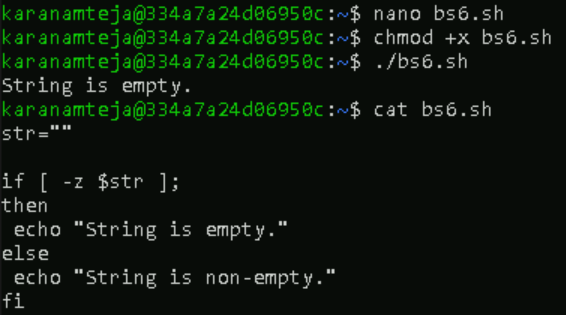 karanamteja@334a7a24d06950c:~$ nano bs6.sh
karanamteja@334a7a24d06950c:~$ chmod +x bs6.sh
karanamteja@334a7a24d06950c:~$ ./bs6.sh
String is empty.
karanamteja@334a7a24d06950c:~$ cat bs6.sh
str=""
if [ -z $str ];
then
 echo "String is empty."
else
 echo "String is non-empty."
fi